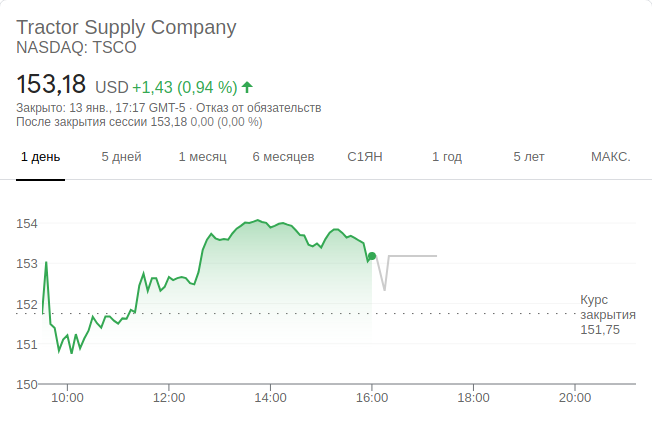 Tractor Supply Company
NASDAQ: TSCO
153,18 USD +1,43 (0,94 %)
Закрыто: 13 янв., 17:17 GMT-5 · Отказ от обязательств
После закрытия сессии 153,18 0,00 (0,00 %)
1 день 5 дней 1 месяц 6 месяцев С1ЯН 1 год 5 лет МАКС.
154
153
152
151
150
Курс
закрытия
151,75
10:00 12:00 14:00 16:00 18:00 20:00